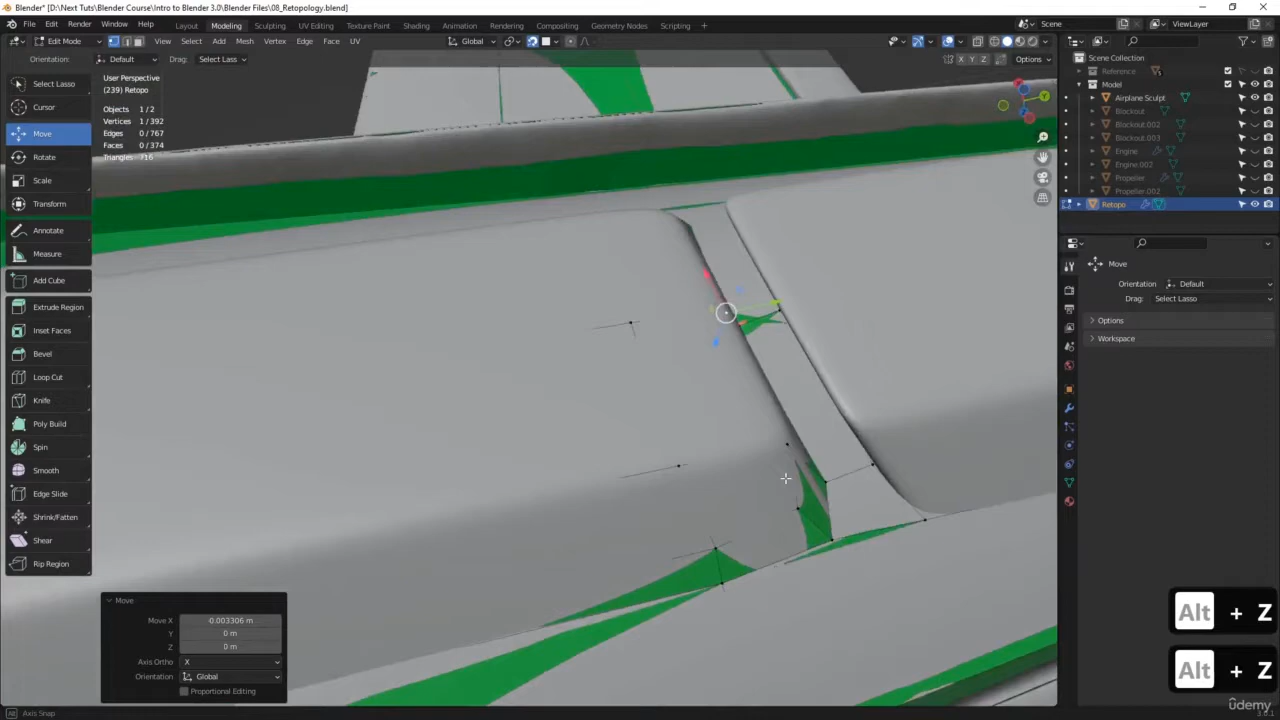 Blender* [D:\Next Tuts\Blender Course\Intro to Blender 3.0\Blender Files\08_Retopology.blend]
File Edit Render Window Help Layout Modeling Sculpting UV Editing Texture Paint Shading Animation Rendering Compositing Geometry Nodes Scripting + Scene ViewLayer
Edit Mode View Select Add Mesh Vertex Edge Face UV Global
Orientation: Default Drag: Select Lasso X Y Z Options
Select Lasso
Cursor
Move
Rotate
Scale
Transform
Annotate
Measure
Add Cube
Extrude Region
Inset Faces
Bevel
Loop Cut
Knife
Poly Build
Spin
Smooth
Edge Slide
Shrink/Fatten
Shear
Rip Region
User Perspective
(239) Retopo
Objects 1/2
Vertices 1/392
Edges 0/767
Faces 0/374
Triangles 716
Move
Move X -0.003306 m
Y 0 m
Z 0 m
Axis Ortho X
Orientation Global
Proportional Editing
Scene Collection
Reference
Model
Airplane Sculpt
Blockout
Blockout.002
Blockout.003
Engine
Engine.002
Propeller
Propeller.002
Retopo
Move
Orientation Default
Drag: Select Lasso
Options
Workspace
Alt + Z
Alt + Z
ûdemy
Axis Snap
3.0.1